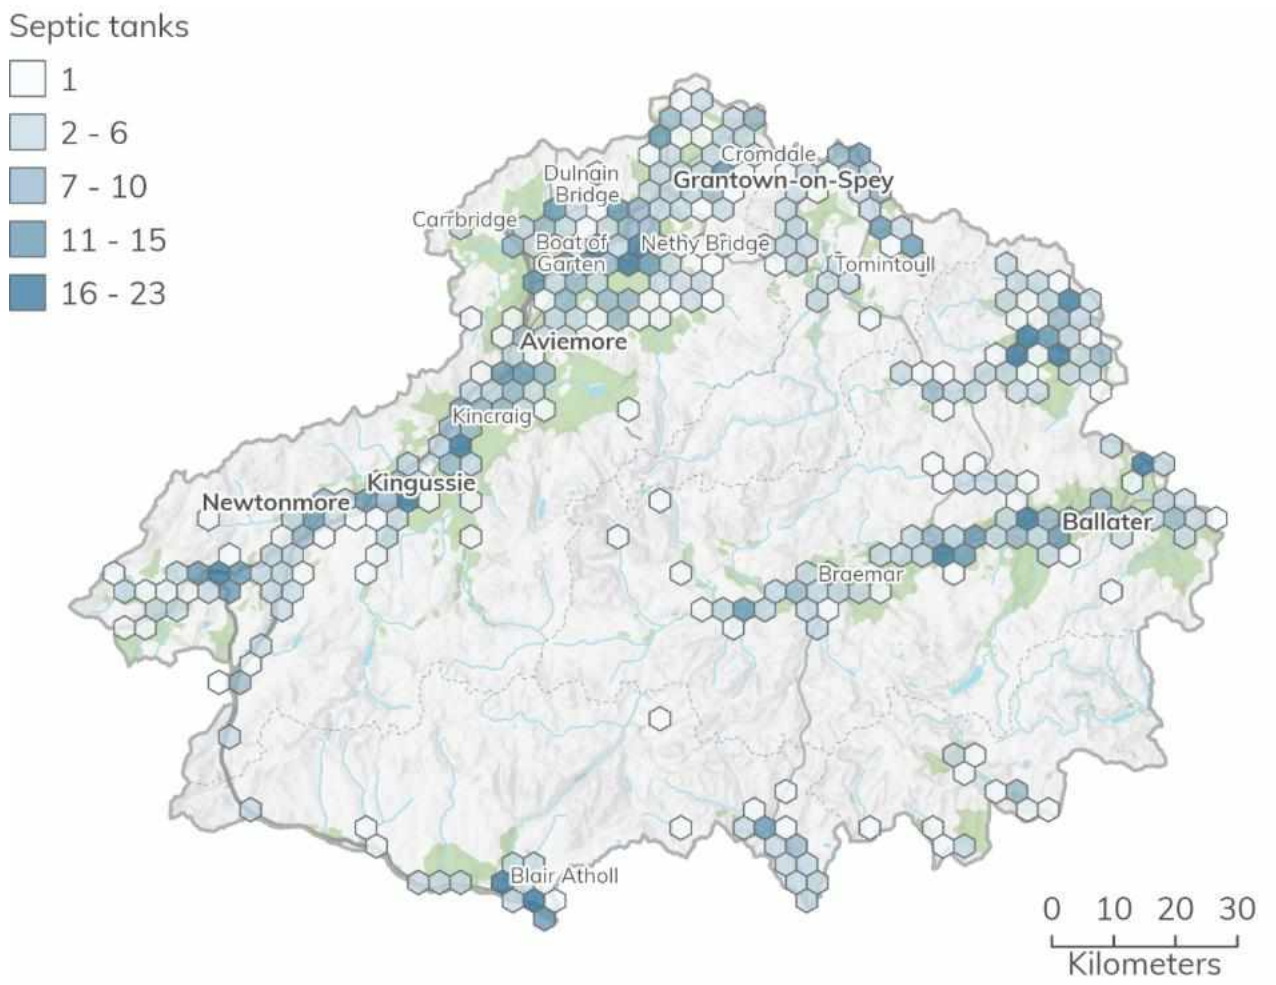 Septic tanks
1
2 - 6
7 - 10
11 - 15
16 - 23
Cromdale
Grantown-on-Spey
Dulnain
Bridge
Carrbridge
Boat of
Garten
Nethy Bridge
Tomintoull
Aviemore
Kincraig
Kingussie
Newtonmore
Ballater
Braemar
Blair Atholl
0 10 20 30
Kilometers